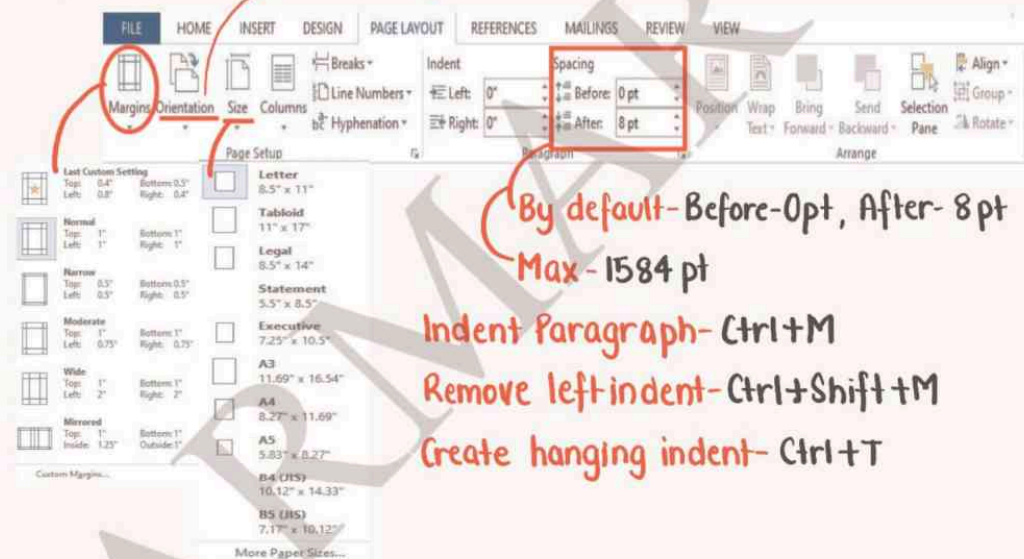 FILE HOME INSERT DESIGN PAGE LAYOUT REFERENCES MAILINGS REVIEW VIEW
Margins Orientation Size Columns
Breaks
Line Numbers
Hyphenation
Page Setup
Indent
Left: 0"
Right: 0"
Spacing
Before: 0 pt
After: 8 pt
Paragraph
Position Wrap Text Bring Forward Send Backward Selection Pane
Align
Group
Rotate
Arrange
Last Custom Setting
Top: 0.4" Bottom: 0.5"
Left: 0.8" Right: 0.4"
Normal
Top: 1" Bottom: 1"
Left: 1" Right: 1"
Narrow
Top: 0.5" Bottom: 0.5"
Left: 0.5" Right: 0.5"
Moderate
Top: 1" Bottom: 1"
Left: 0.75" Right: 0.75"
Wide
Top: 1" Bottom: 1"
Left: 2" Right: 2"
Mirrored
Top: 1" Bottom: 1"
Inside: 1.25" Outside: 1"
Custom Margins...
Letter
8.5" x 11"
Tabloid
11" x 17"
Legal
8.5" x 14"
Statement
5.5" x 8.5"
Executive
7.25" x 10.5"
A3
11.69" x 16.54"
A4
8.27" x 11.69"
A5
5.83" x 8.27"
B4 (JIS)
10.12" x 14.33"
B5 (JIS)
7.17" x 10.12"
More Paper Sizes...
By default-Before-0pt, After- 8pt
Max - 1584 pt
Indent Paragraph- Ctrl+M
Remove left indent-Ctrl+Shift+M
Create hanging indent- Ctrl+T